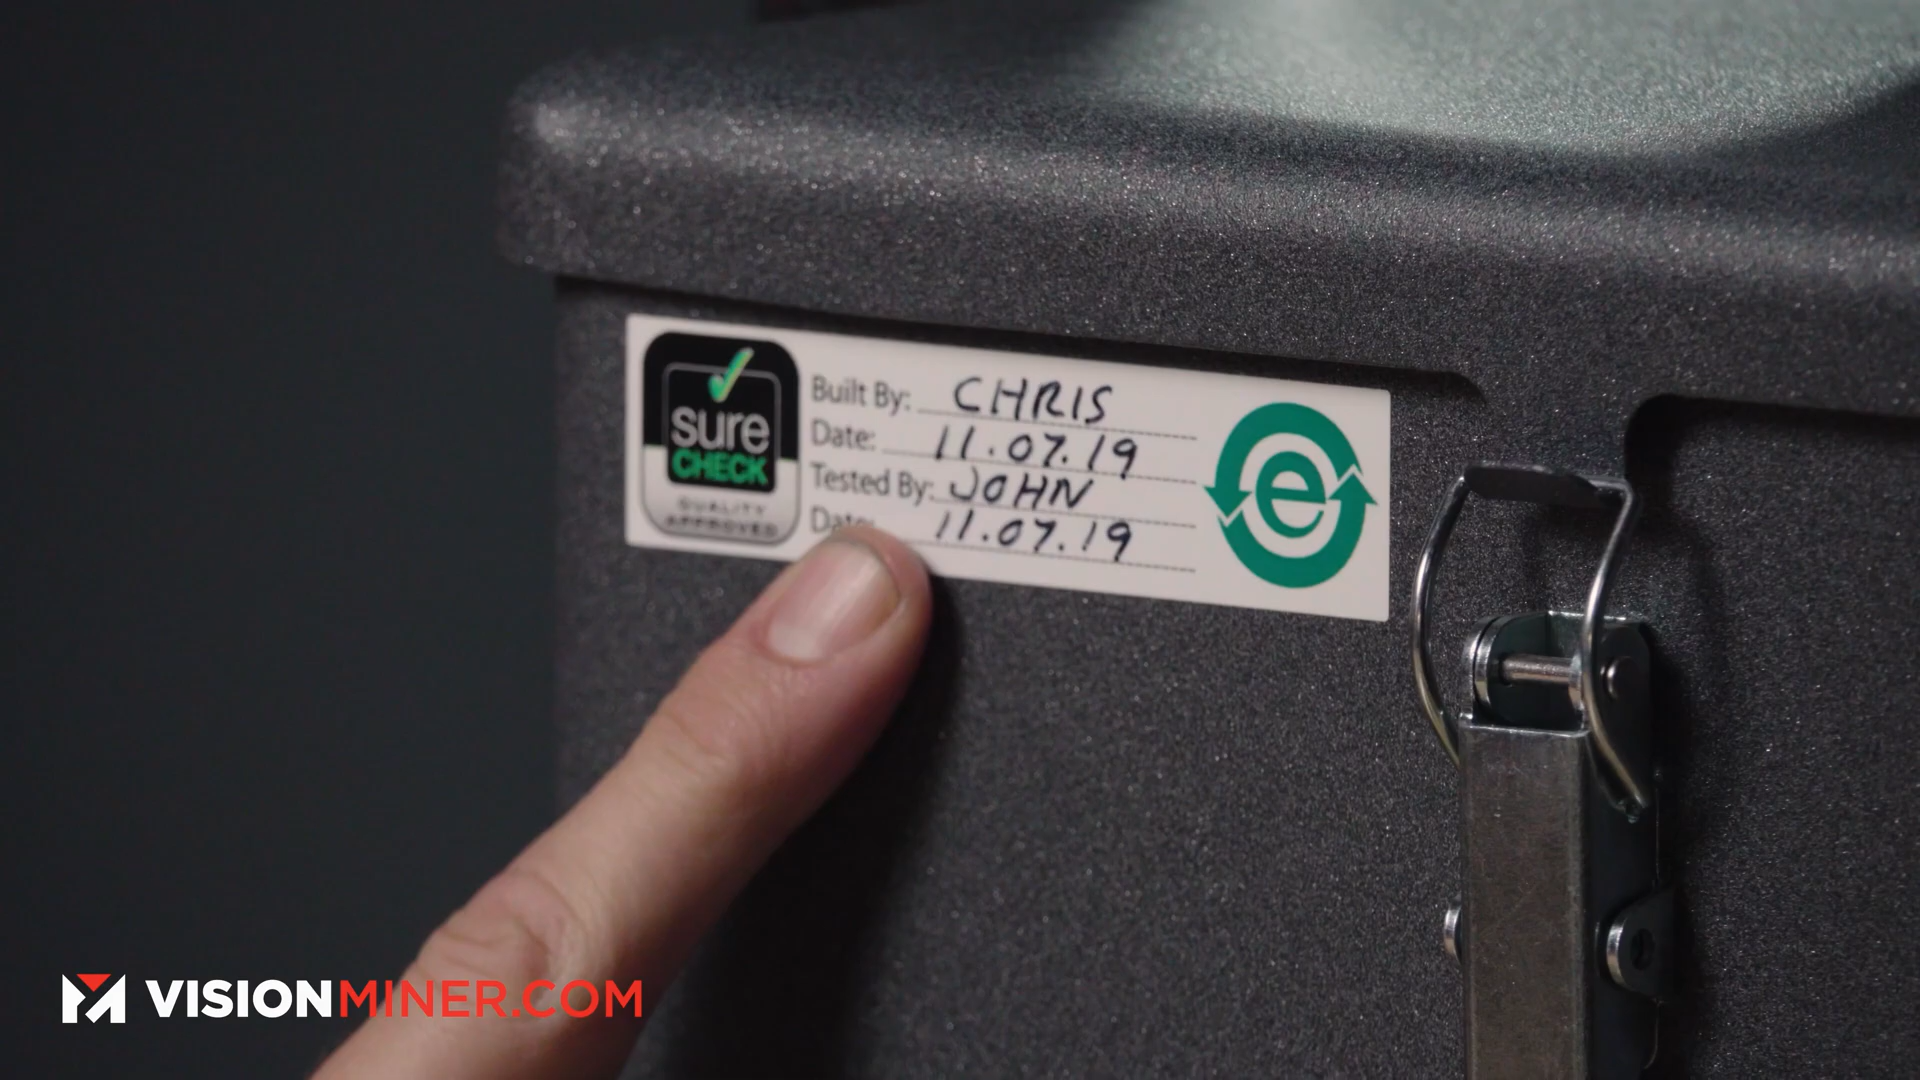 sure
CHECK
QUALITY
APPROVED
Built By: CHRIS
Date: 11.07.19
Tested By: JOHN
Date: 11.07.19
e
VISIONMINER.COM